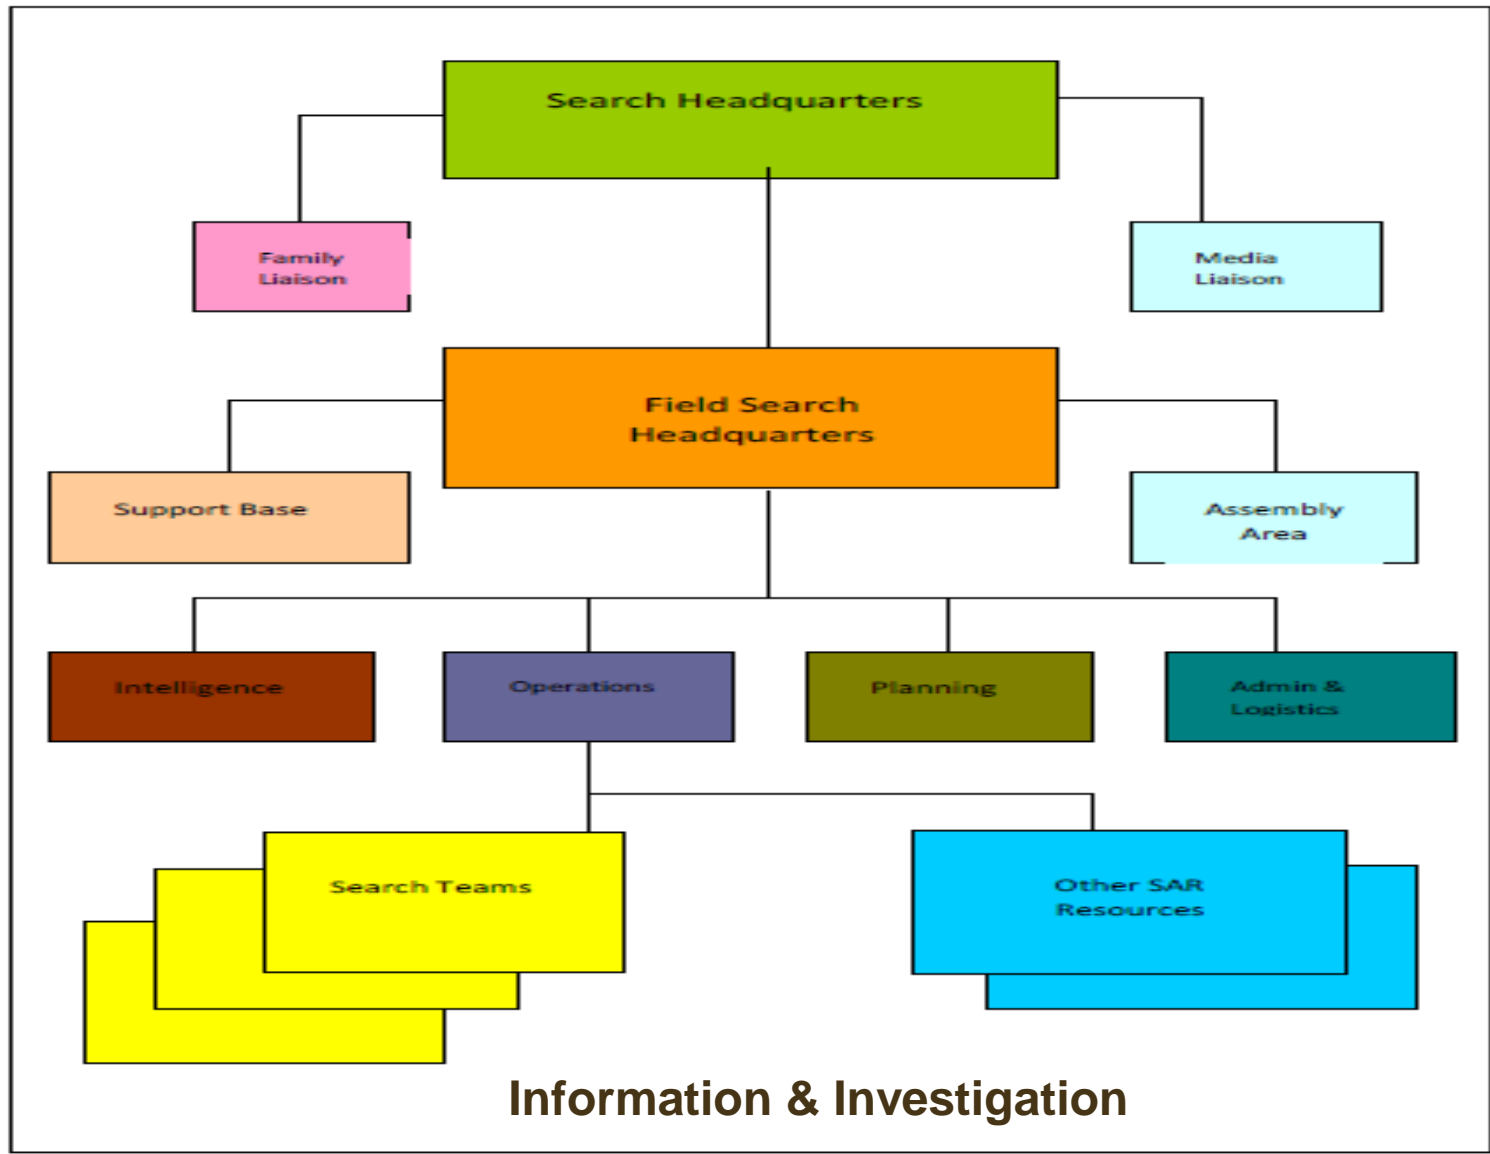 Search Headquarters
Family
Liaison
Media
Liaison
Field Search
Headquarters
Support Base
Assembly
Area
Intelligence
Operations
Planning
Admin &
Logistics
Search Teams
Other SAR
Resources
Information & Investigation